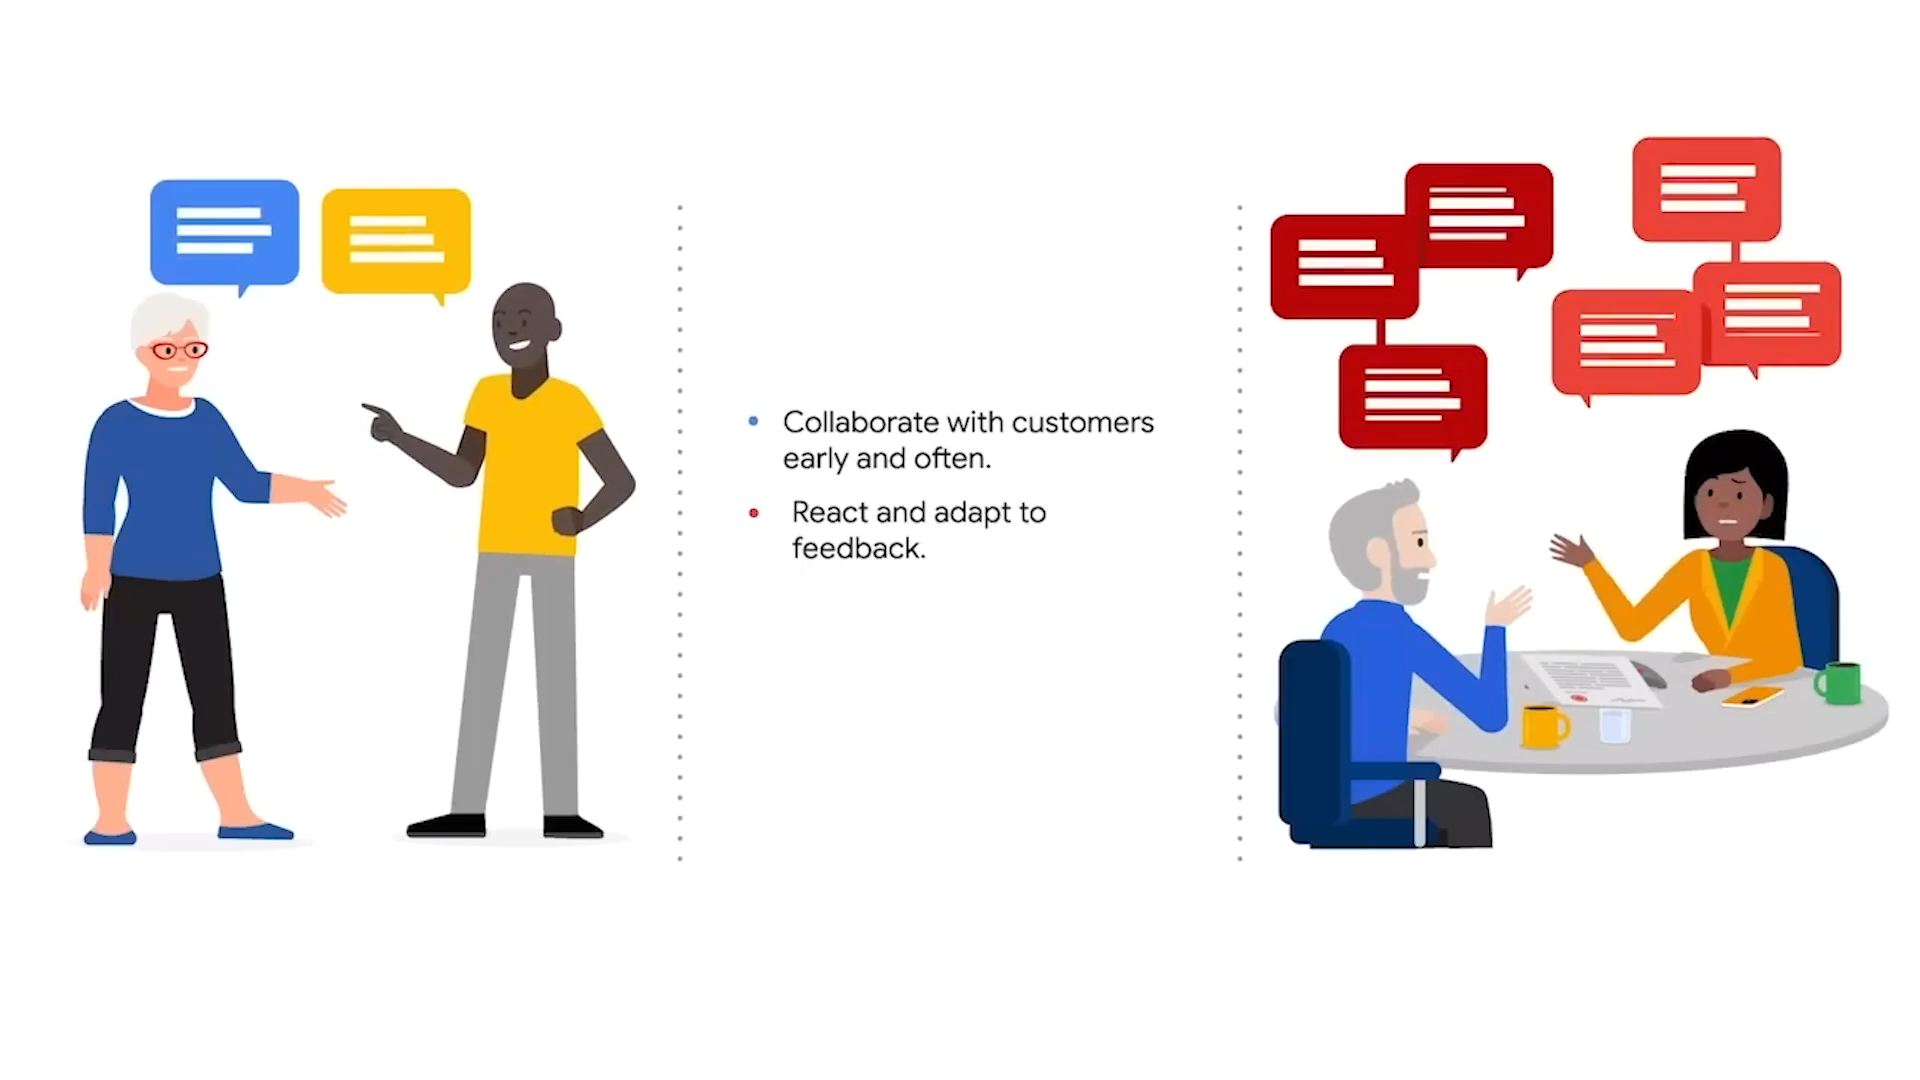 Collaborate with customers
early and often.
React and adapt to
feedback.